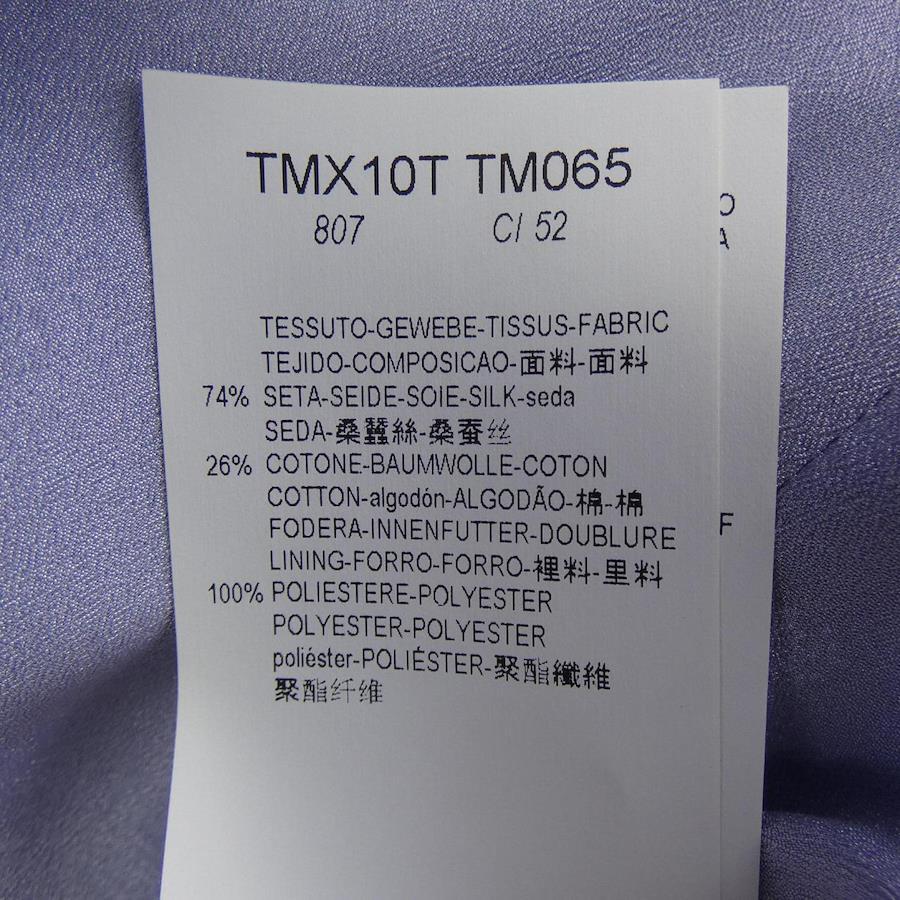 TMX10T TM065
807 CI 52
TESSUTO-GEWEBE-TISSUS-FABRIC
TEJIDO-COMPOSICAO-面料-面料
74% SETA-SEIDE-SOIE-SILK-seda
SEDA-桑蠶絲-桑蚕丝
26% COTONE-BAUMWOLLE-COTON
COTTON-algodón-ALGODÃO-棉-棉
FODERA-INNENFUTTER-DOUBLURE
LINING-FORRO-FORRO-裡料-里料
100% POLIESTERE-POLYESTER
POLYESTER-POLYESTER
poliéster-POLIÉSTER-聚酯纖維
聚酯纤维